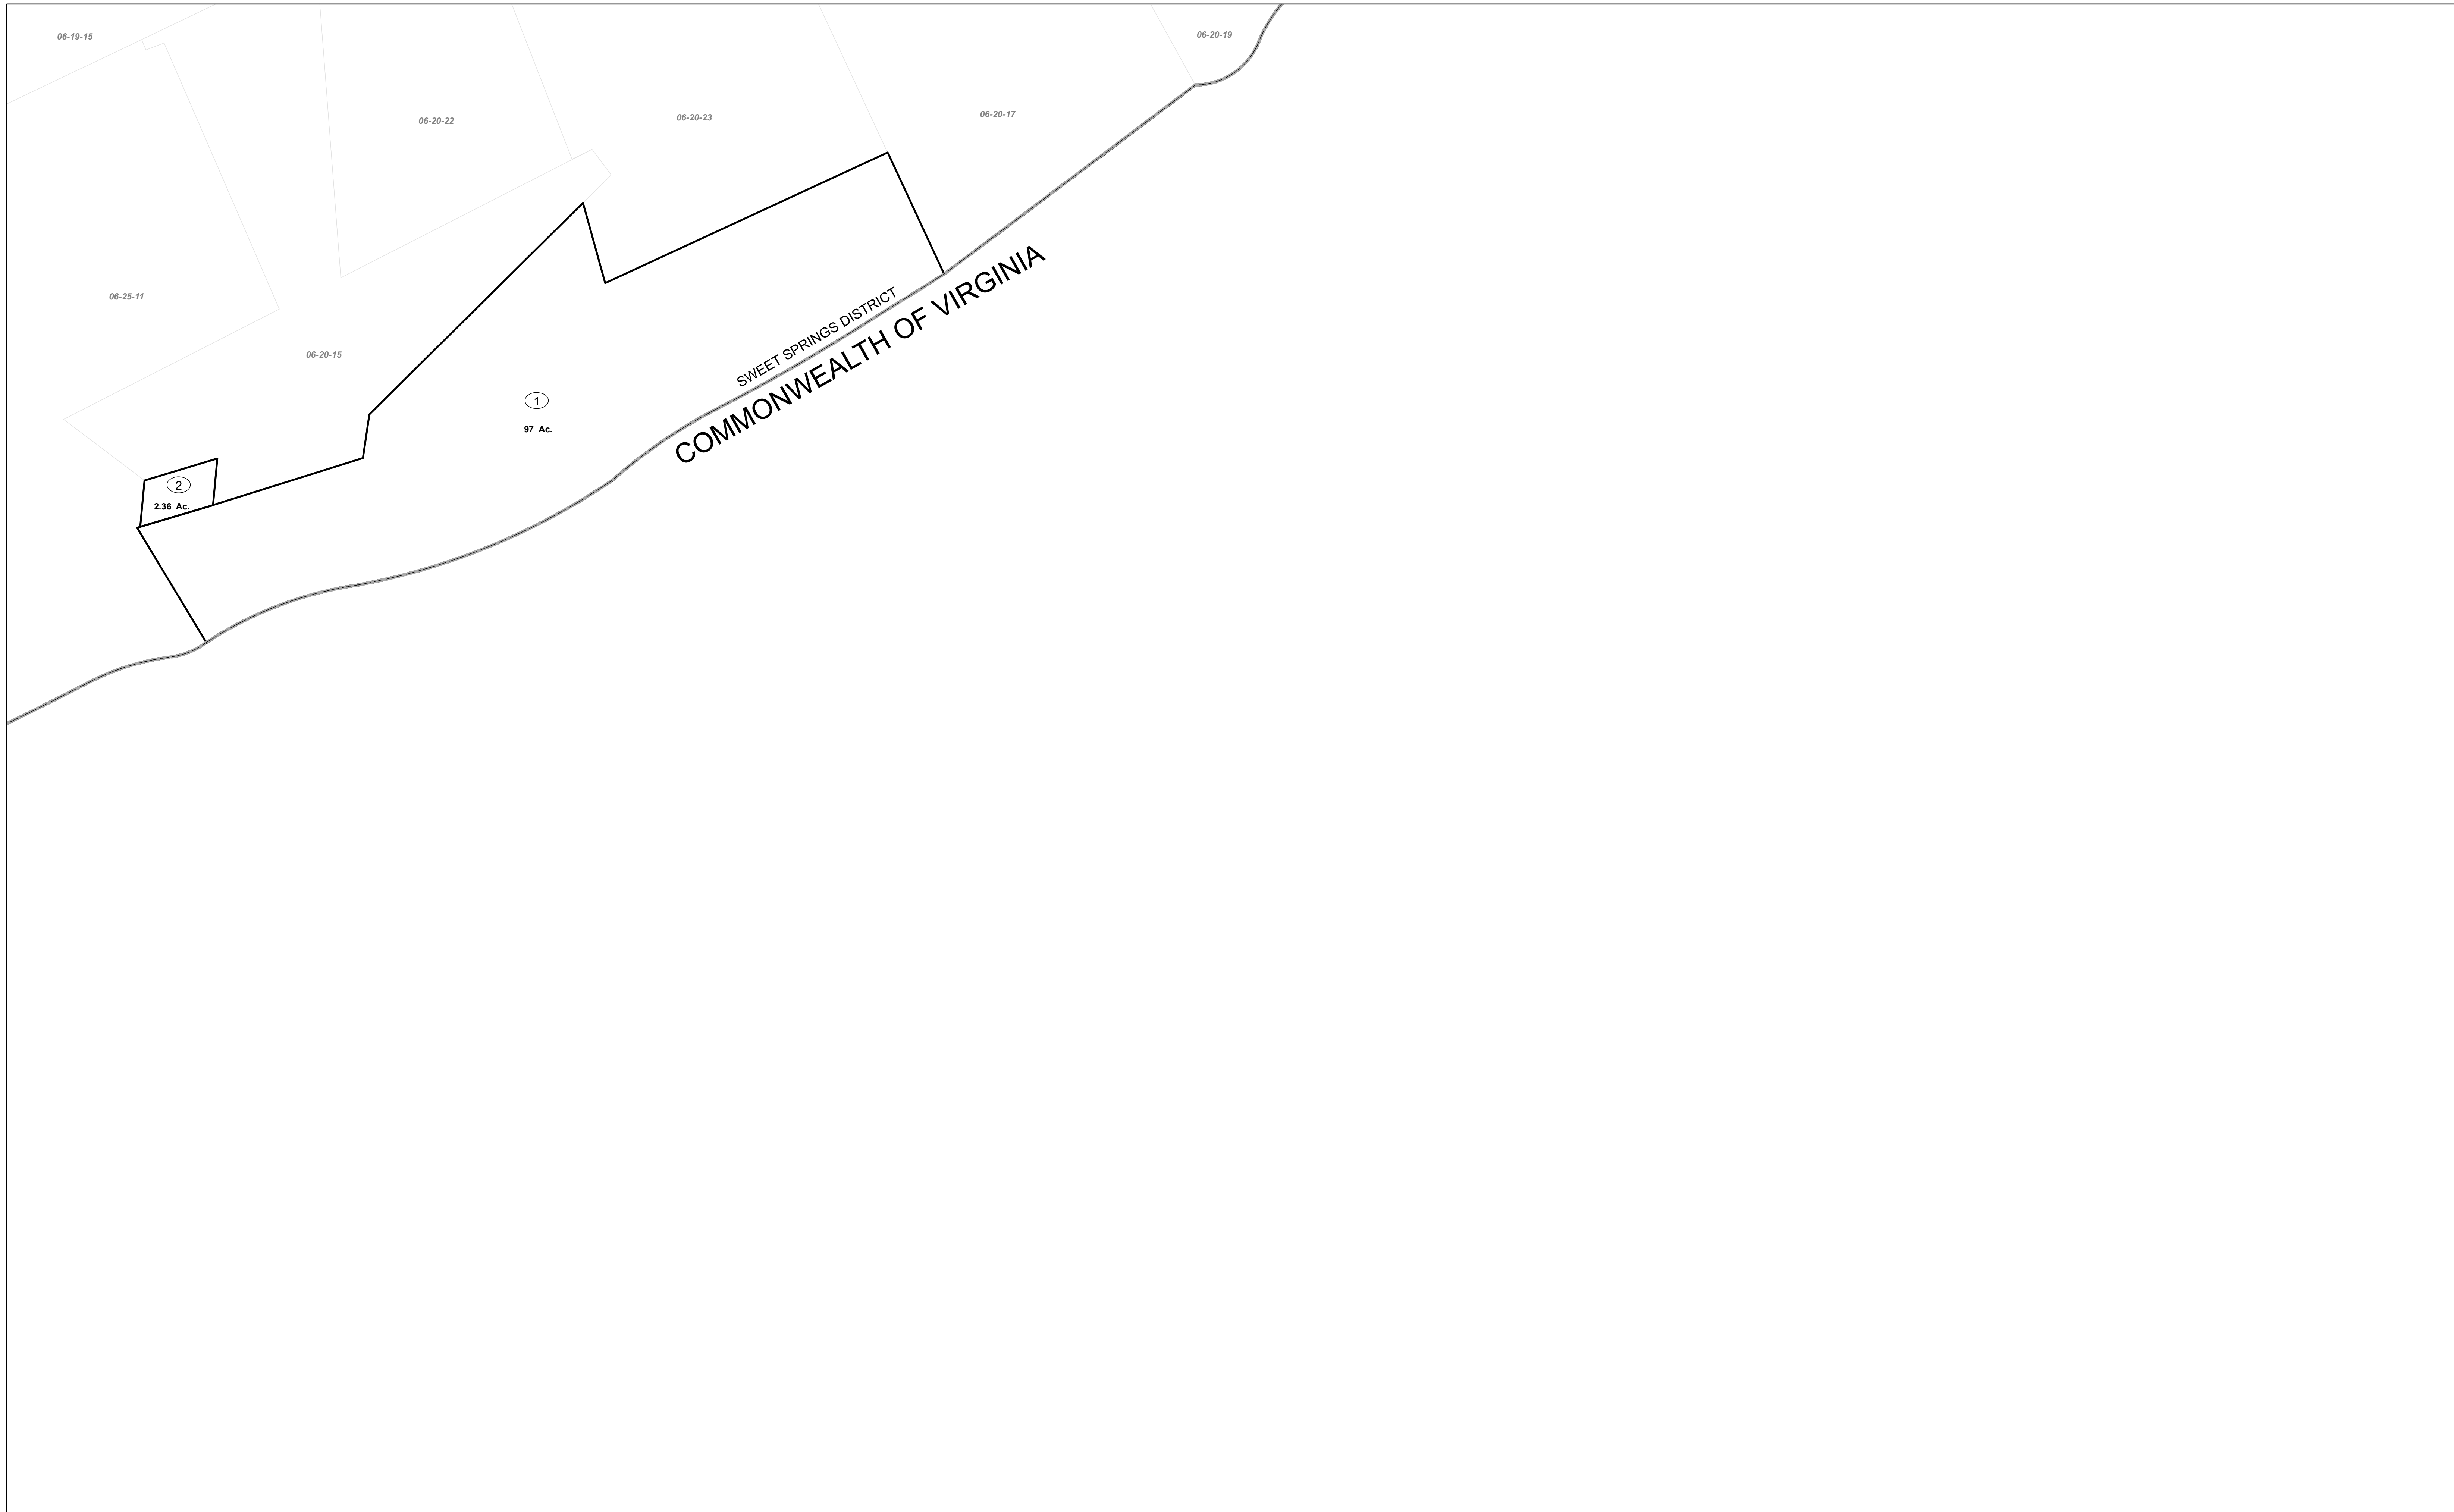 06-19-15
06-20-19
06-20-22
06-20-23
06-20-17
06-25-11
06-20-15
SWEET SPRINGS DISTRICT
COMMONWEALTH OF VIRGINIA
1
97 Ac.
2
2.36 Ac.